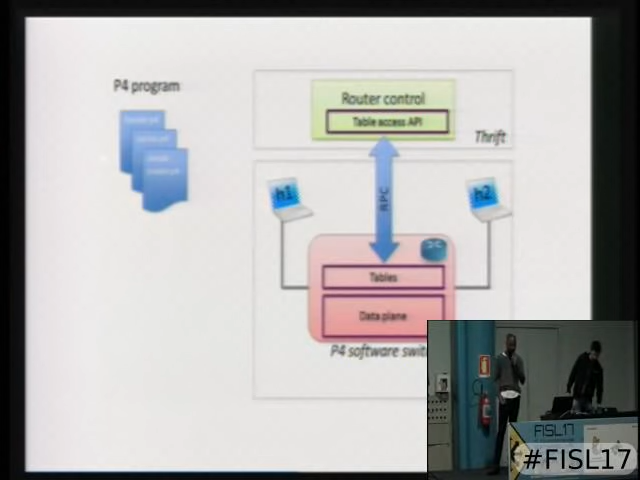 P4 program
Router control
Table access API
Thrift
RPC
h1
h2
Tables
Data plane
P4 software swit
FISL17
#FISL17